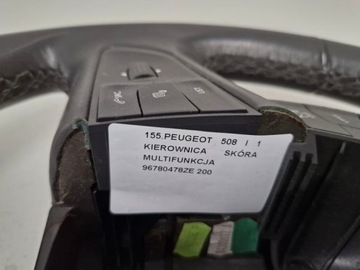 155.PEUGEOT 508 / 1
KIEROWNICA SKÓRA
MULTIFUNKCJA
96780478ZE 200